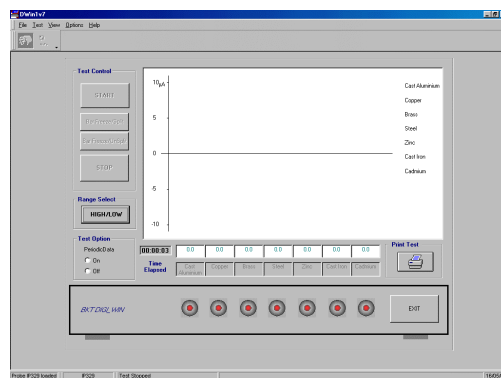 DWin1v7
File Test View Options Help
Test Control
START
STOP
Range Select
HIGH/LOW
Test Option
PeriodicData
On
Off
10µA
5
0
-5
-10
Cast Aluminium
Copper
Brass
Steel
Zinc
Cast Iron
Cadmium
00:00:03
0.0 0.0 0.0 0.0 0.0 0.0 0.0
Time
Elapsed
Cast Aluminium Copper Brass Steel Zinc Cast Iron Cadmium
Print Test
BKT DIGI_WIN
EXIT
Probe IP329 loaded IP329 Test Stopped